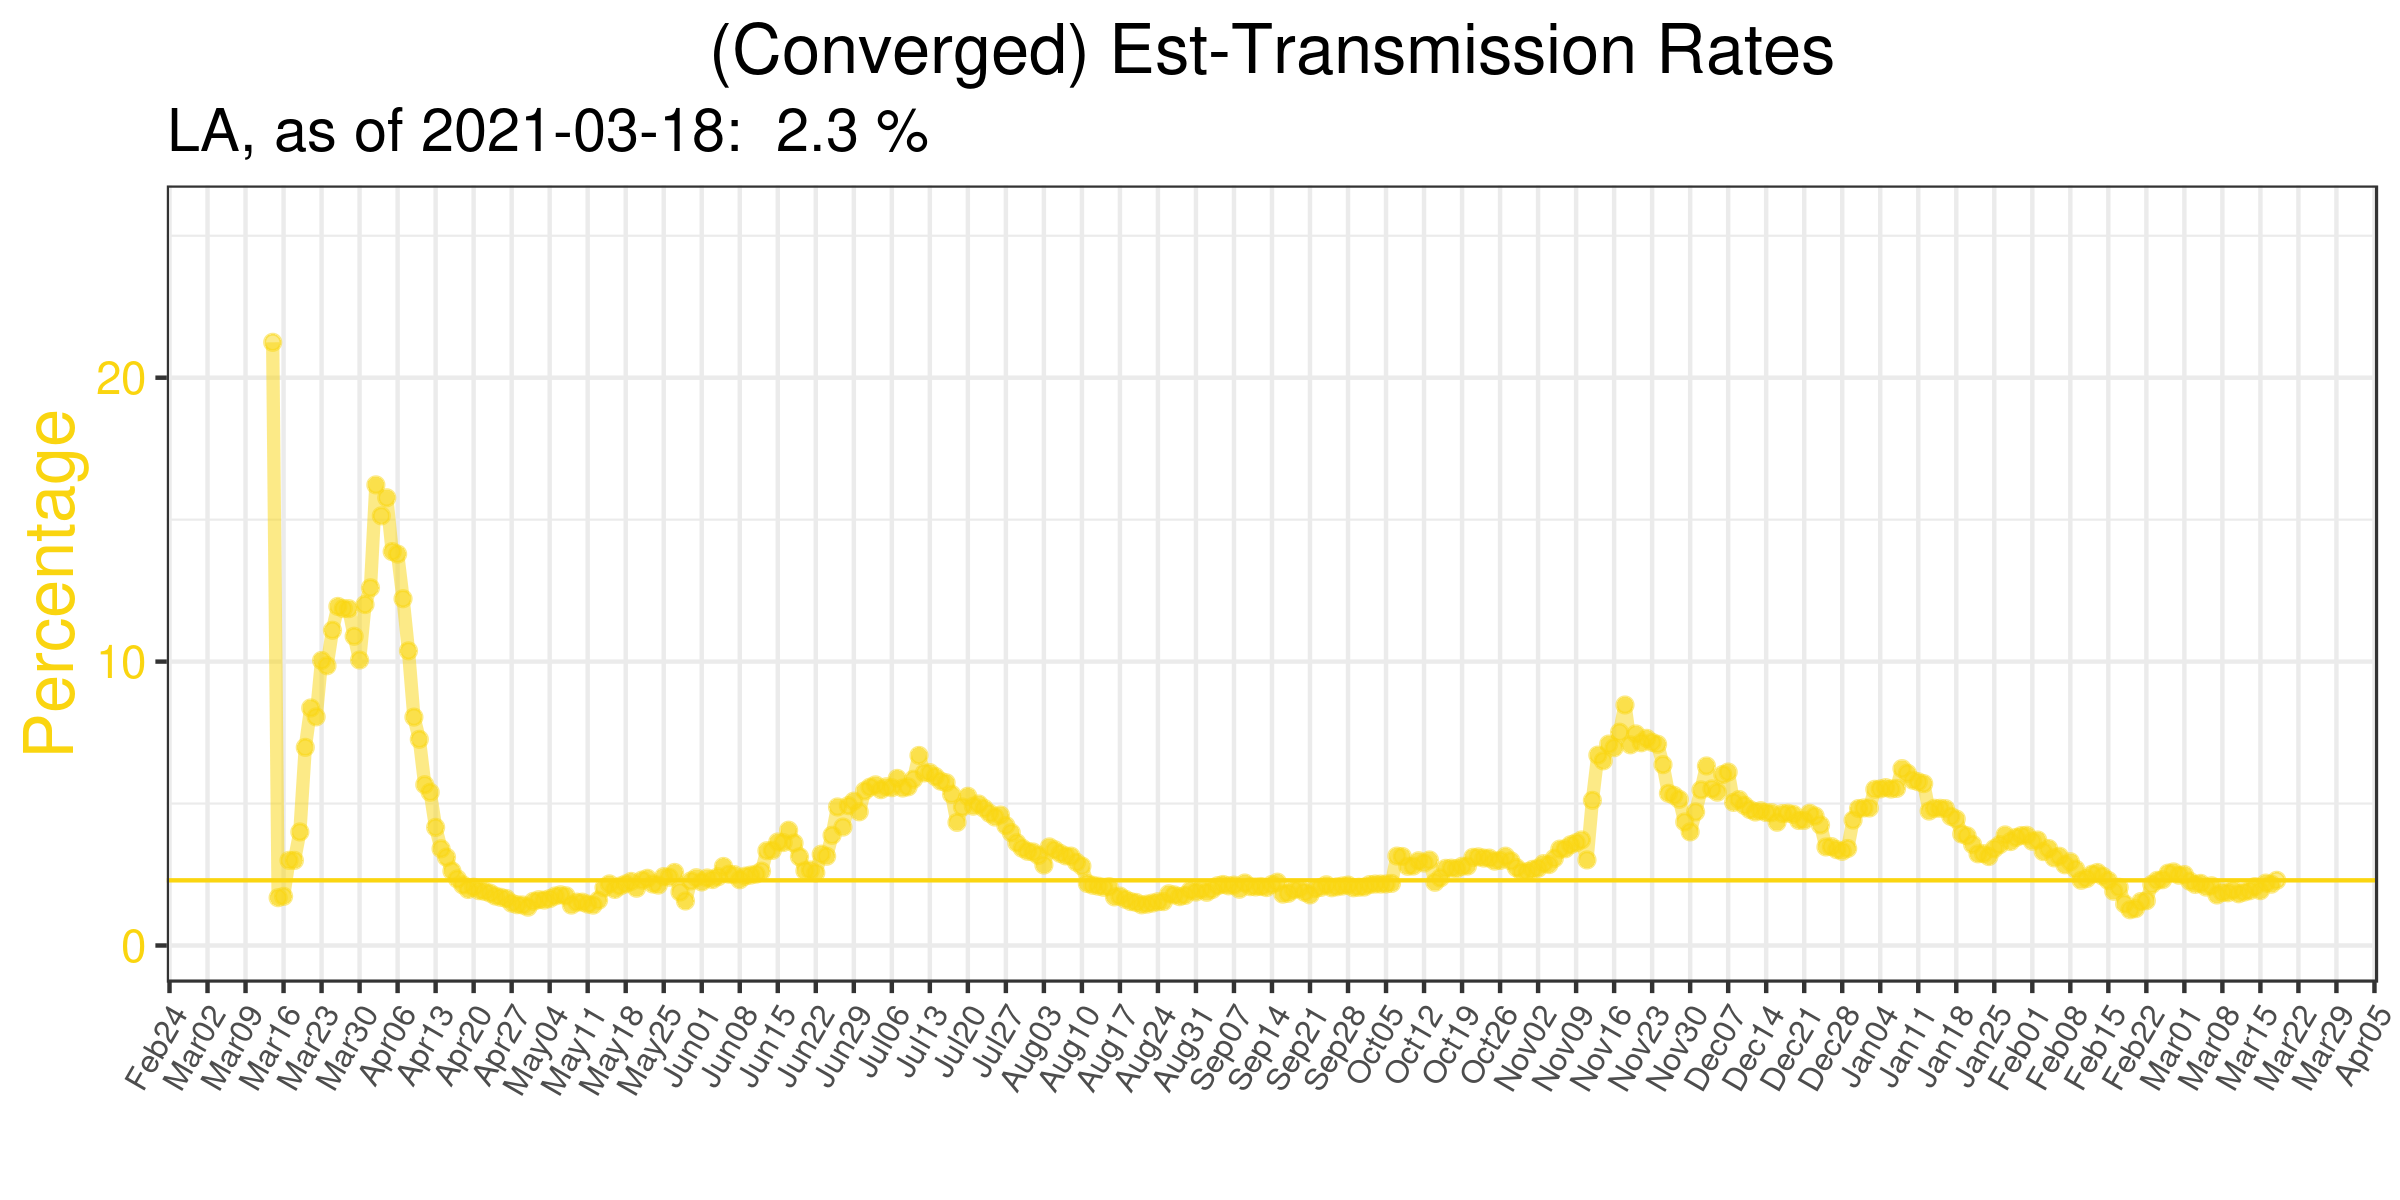 (Converged) Est-Transmission Rates
LA, as of 2021-03-18:  2.3 %
Percentage
20
10
0
Feb24
Mar02
Mar09
Mar16
Mar23
Mar30
Apr06
Apr13
Apr20
Apr27
May04
May11
May18
May25
Jun01
Jun08
Jun15
Jun22
Jun29
Jul06
Jul13
Jul20
Jul27
Aug03
Aug10
Aug17
Aug24
Aug31
Sep07
Sep14
Sep21
Sep28
Oct05
Oct12
Oct19
Oct26
Nov02
Nov09
Nov16
Nov23
Nov30
Dec07
Dec14
Dec21
Dec28
Jan04
Jan11
Jan18
Jan25
Feb01
Feb08
Feb15
Feb22
Mar01
Mar08
Mar15
Mar22
Mar29
Apr05